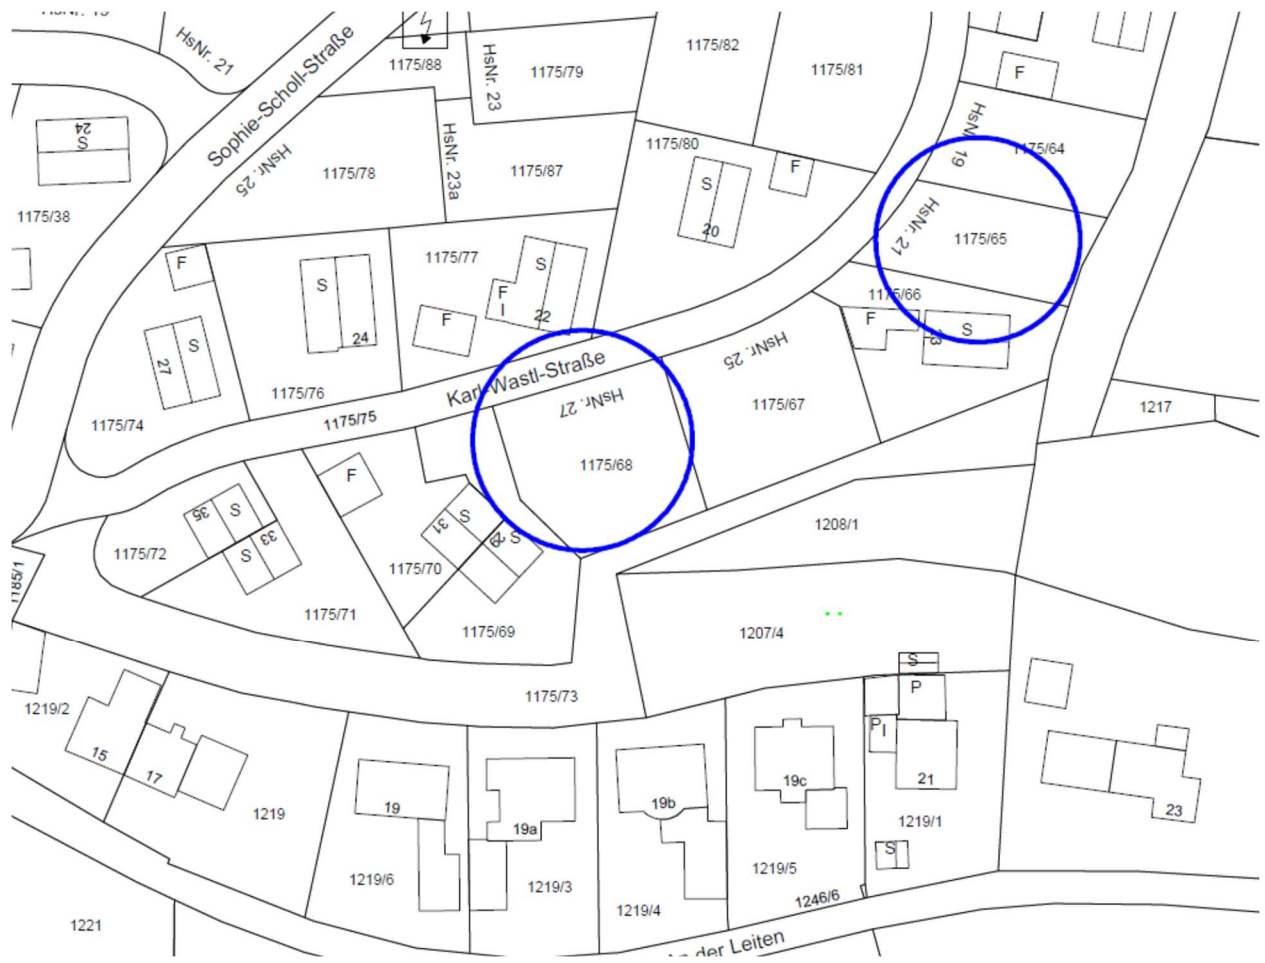 HsNr. 21
Sophie-Scholl-Straße
1175/88
HsNr. 23
1175/79
1175/82
1175/81
F
HsNr. 19
1175/64
24
S
HsNr. 25
1175/78
HsNr. 23a
1175/87
1175/80
S
20
F
1175/38
HsNr. 21
1175/65
F
S
24
1175/77
S
F
I
22
F
1175/66
F
S
23
S
27
1175/74
1175/76
1175/75
Karl-Wastl-Straße
HsNr. 27
HsNr. 25
1175/67
1217
1175/68
F
35
S
33
S
1175/72
31
S
29
S
1175/70
1175/71
1175/69
1208/1
1185/1
1207/4
1175/73
1219/2
15
17
1219
19
19a
19b
19c
S
P
P
I
21
23
1219/6
1219/3
1219/4
1219/5
1219/1
S
1246/6
1221
An der Leiten